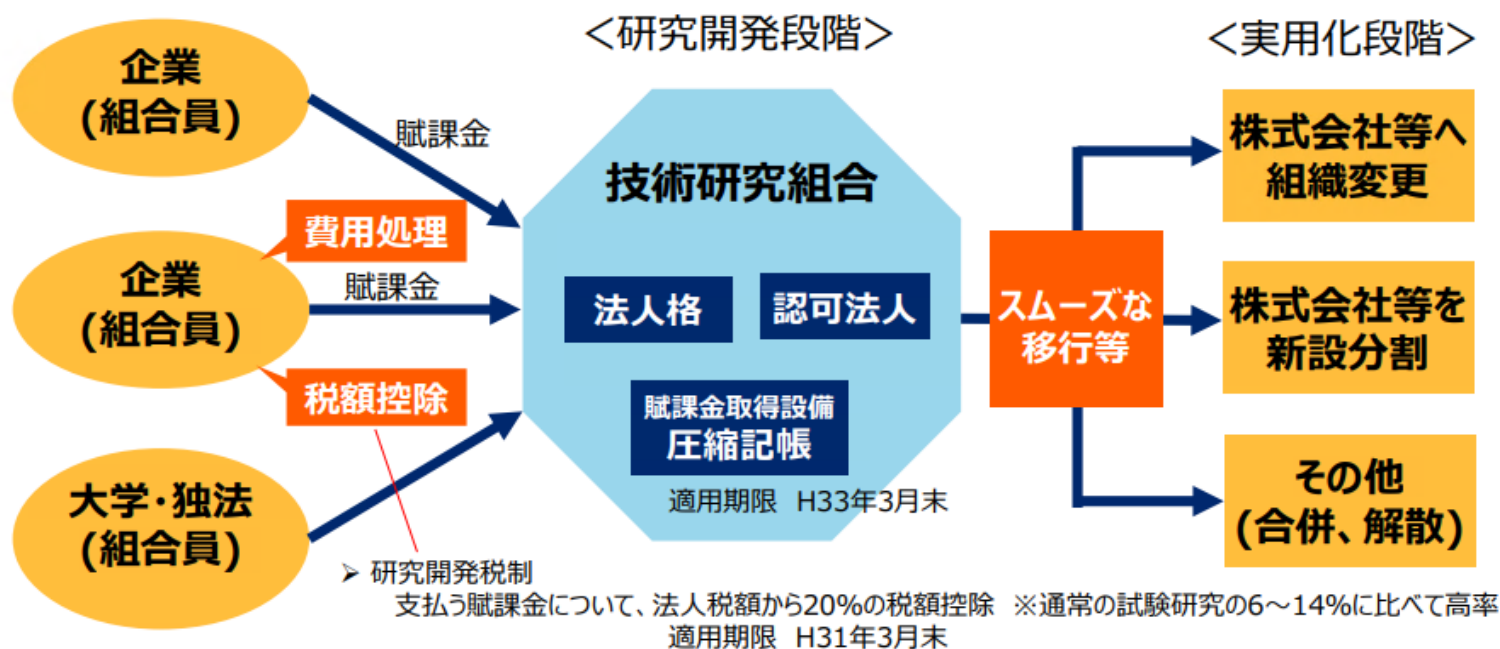 ＜研究開発段階＞
＜実用化段階＞
企業
(組合員)
賦課金
費用処理
企業
(組合員)
賦課金
税額控除
大学・独法
(組合員)
技術研究組合
法人格
認可法人
賦課金取得設備
圧縮記帳
適用期限 H33年3月末
スムーズな
移行等
株式会社等へ
組織変更
株式会社等を
新設分割
その他
(合併、解散)
➢ 研究開発税制
支払う賦課金について、法人税額から20%の税額控除 ※通常の試験研究の6～14%に比べて高率
適用期限 H31年3月末